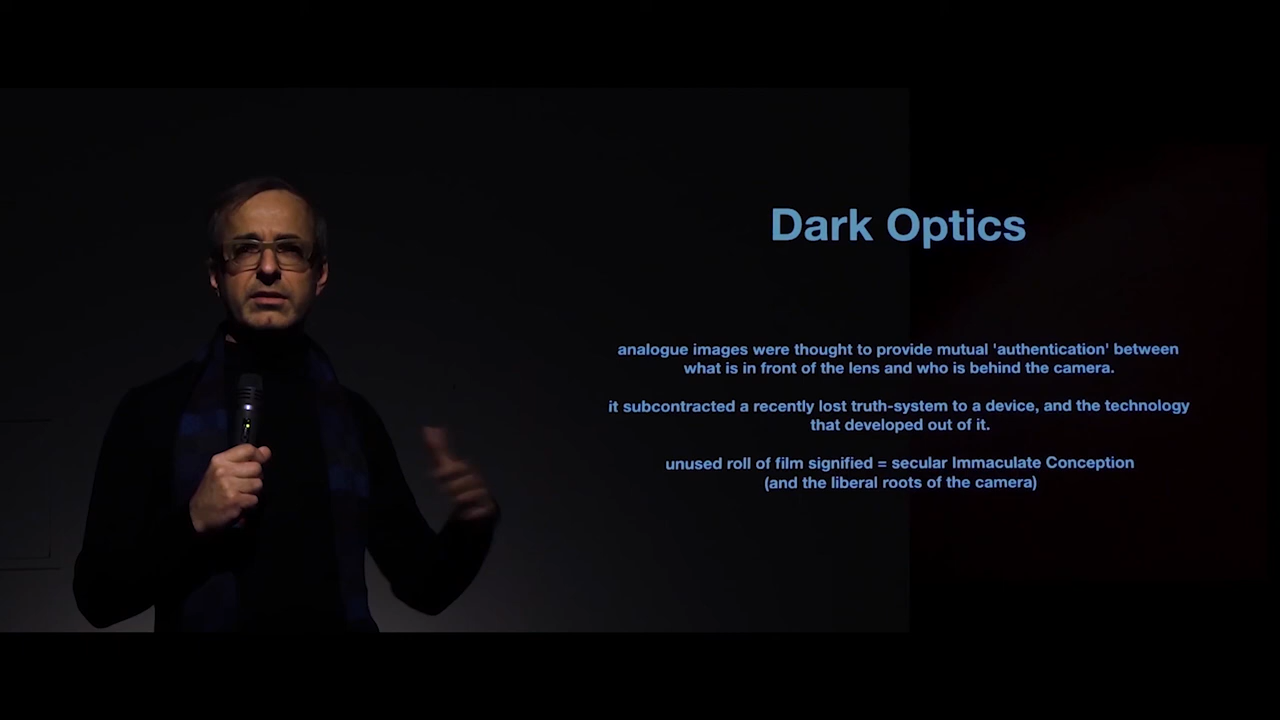 Dark Optics
analogue images were thought to provide mutual 'authentication' between
what is in front of the lens and who is behind the camera.
it subcontracted a recently lost truth-system to a device, and the technology
that developed out of it.
unused roll of film signified = secular Immaculate Conception
(and the liberal roots of the camera)